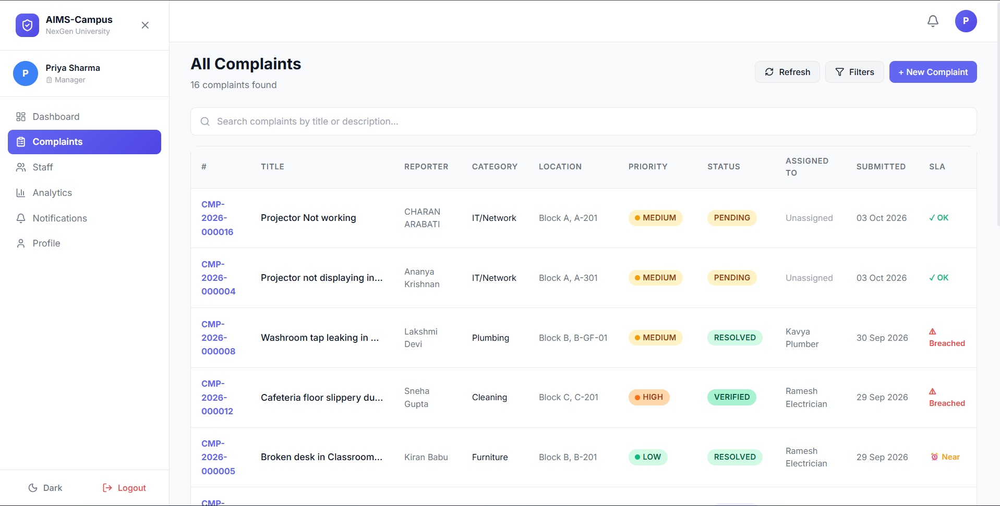 AIMS-Campus
NexGen University
P
Priya Sharma
Manager
Dashboard
Complaints
Staff
Analytics
Notifications
Profile
Dark
Logout
P
All Complaints
16 complaints found
Refresh
Filters
+ New Complaint
Search complaints by title or description...
# TITLE REPORTER CATEGORY LOCATION PRIORITY STATUS ASSIGNED TO SUBMITTED SLA
CMP-2026-000016 Projector Not working CHARAN ARABATI IT/Network Block A, A-201 MEDIUM PENDING Unassigned 03 Oct 2026 ✓ OK
CMP-2026-000004 Projector not displaying in... Ananya Krishnan IT/Network Block A, A-301 MEDIUM PENDING Unassigned 03 Oct 2026 ✓ OK
CMP-2026-000008 Washroom tap leaking in ... Lakshmi Devi Plumbing Block B, B-GF-01 MEDIUM RESOLVED Kavya Plumber 30 Sep 2026 ⚠ Breached
CMP-2026-000012 Cafeteria floor slippery du... Sneha Gupta Cleaning Block C, C-201 HIGH VERIFIED Ramesh Electrician 29 Sep 2026 ⚠ Breached
CMP-2026-000005 Broken desk in Classroom... Kiran Babu Furniture Block B, B-201 LOW RESOLVED Ramesh Electrician 29 Sep 2026 ⏰ Near
CMP-